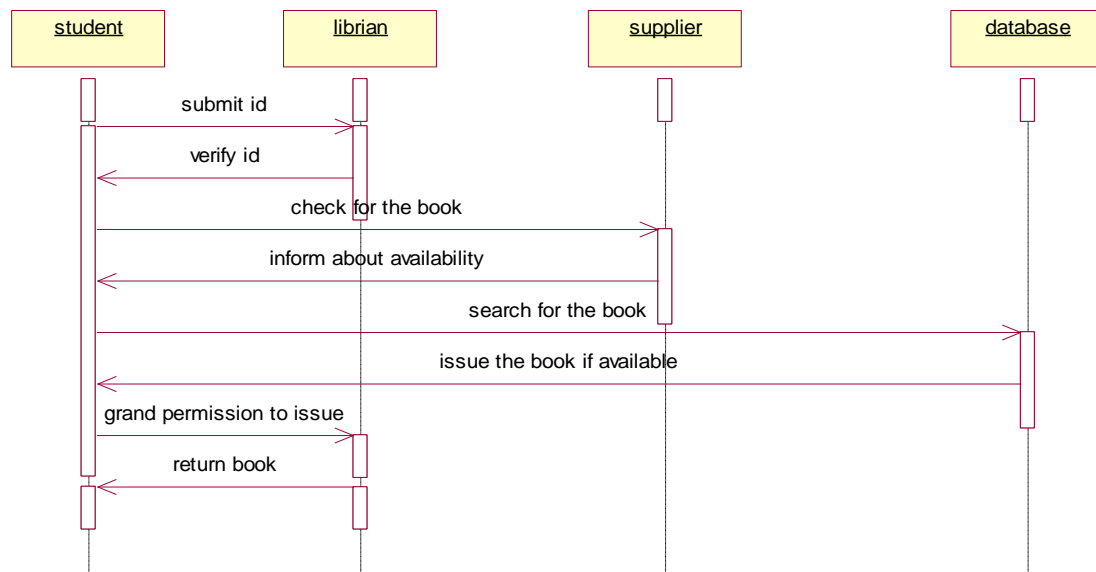 student
librian
supplier
database
submit id
verify id
check for the book
inform about availability
search for the book
issue the book if available
grand permission to issue
return book